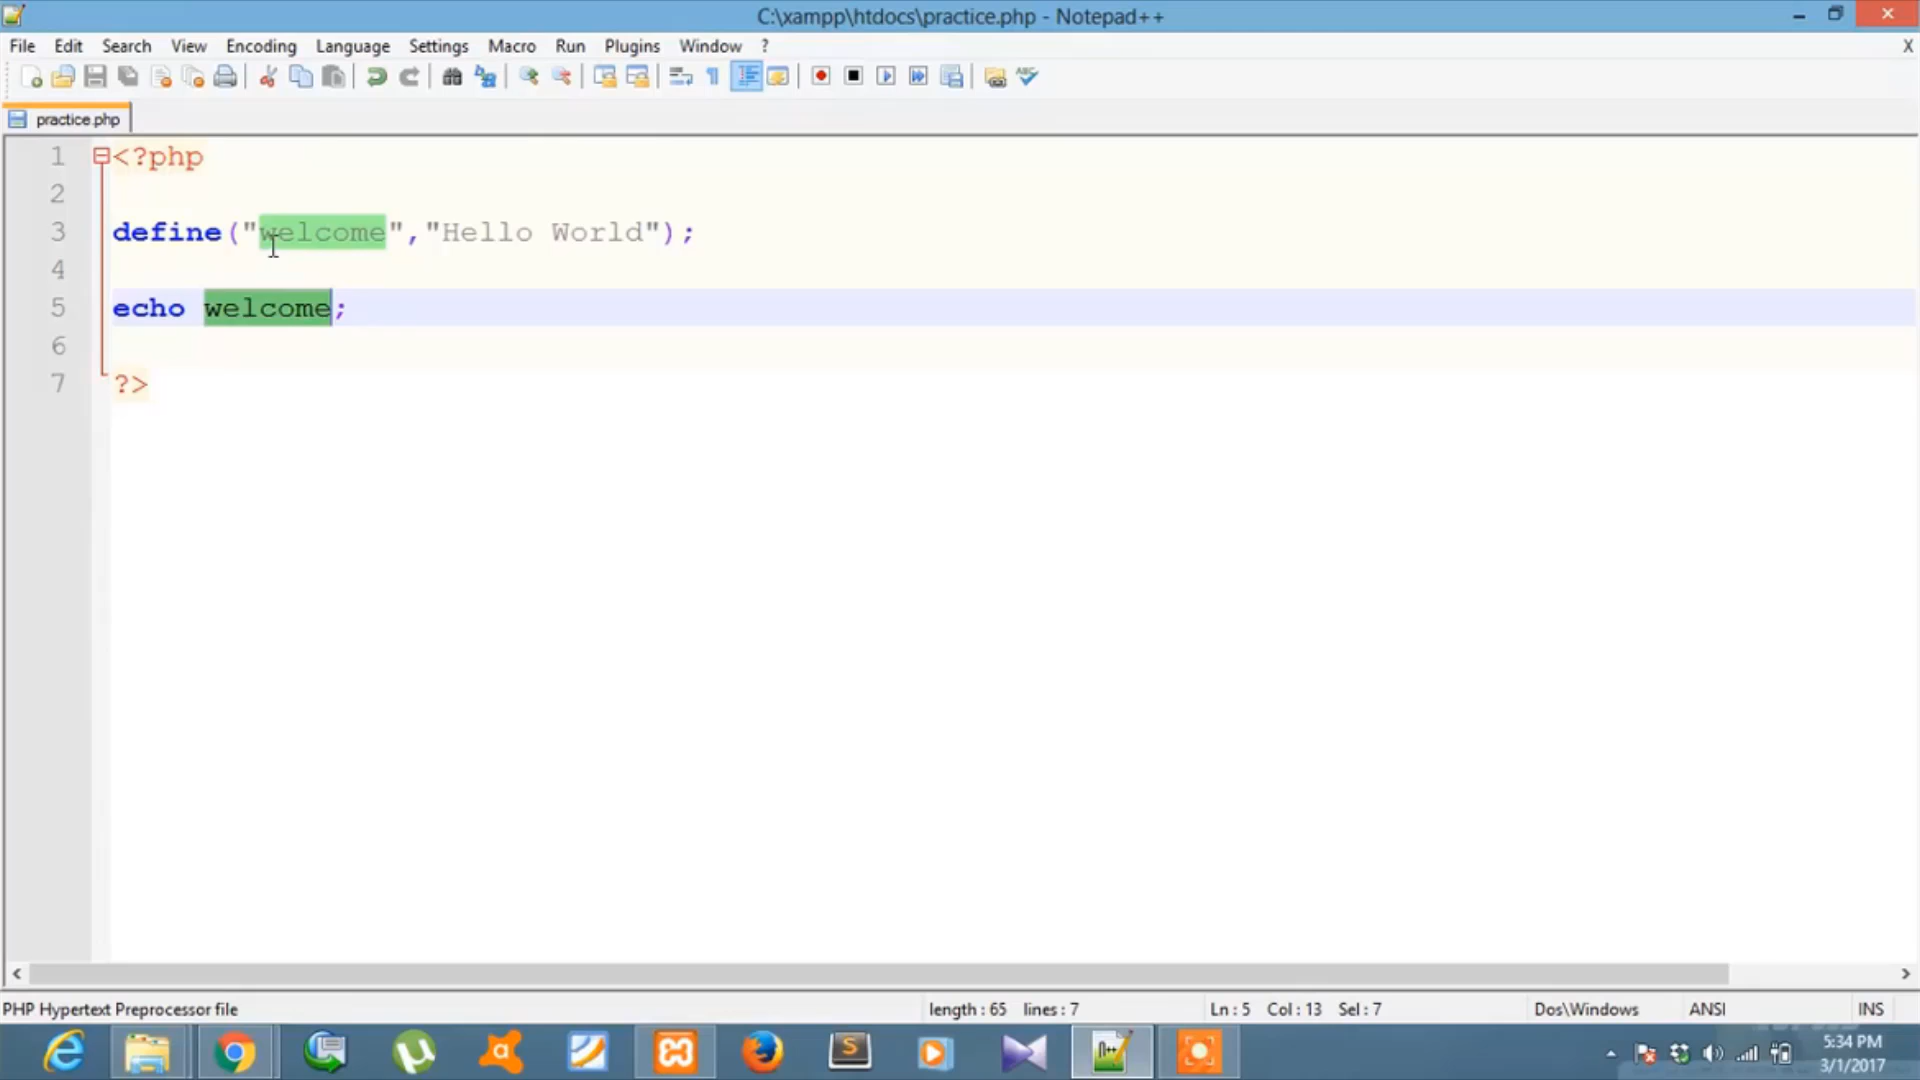 C:\xampp\htdocs\practice.php - Notepad++
File Edit Search View Encoding Language Settings Macro Run Plugins Window ? X
practice.php
1 <?php
2
3 define("welcome","Hello World");
4
5 echo welcome;
6
7 ?>
PHP Hypertext Preprocessor file length : 65 lines : 7 Ln : 5 Col : 13 Sel : 7 Dos\Windows ANSI INS
5:34 PM
3/1/2017